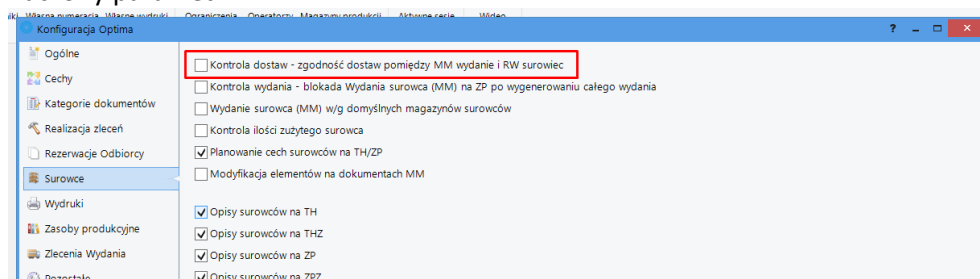 Własna numeracja Własne wydruki Ograniczenia Operatorzy Magazyny produkcji Aktywne sesje Wideo
Konfiguracja Optima ? _ ×
Ogólne
Cechy
Kategorie dokumentów
Realizacja zleceń
Rezerwacje Odbiorcy
Surowce
Wydruki
Zasoby produkcyjne
Zlecenia Wydania
Pozostałe
Kontrola dostaw - zgodność dostaw pomiędzy MM wydanie i RW surowiec
Kontrola wydania - blokada Wydania surowca (MM) na ZP po wygenerowaniu całego wydania
Wydanie surowca (MM) w/g domyślnych magazynów surowców
Kontrola ilości zużytego surowca
Planowanie cech surowców na TH/ZP
Modyfikacja elementów na dokumentach MM
Opisy surowców na TH
Opisy surowców na THZ
Opisy surowców na ZP
Opisy surowców na ZPZ